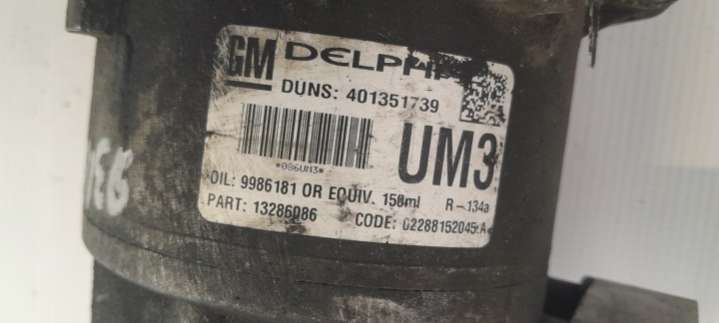 GM DELPHI
DUNS: 401351739
*086UM3*
UM3
OIL: 9986181 OR EQUIV. 150ml R-134a
PART: 13286086 CODE: 02288152045